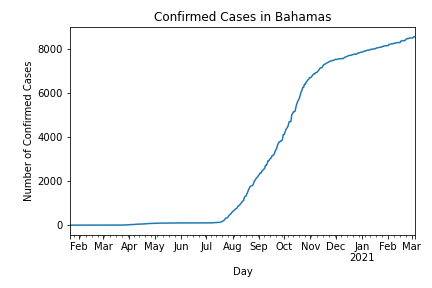 Confirmed Cases in Bahamas
Number of Confirmed Cases
8000
6000
4000
2000
0
Feb Mar Apr May Jun Jul Aug Sep Oct Nov Dec Jan Feb Mar
2021
Day